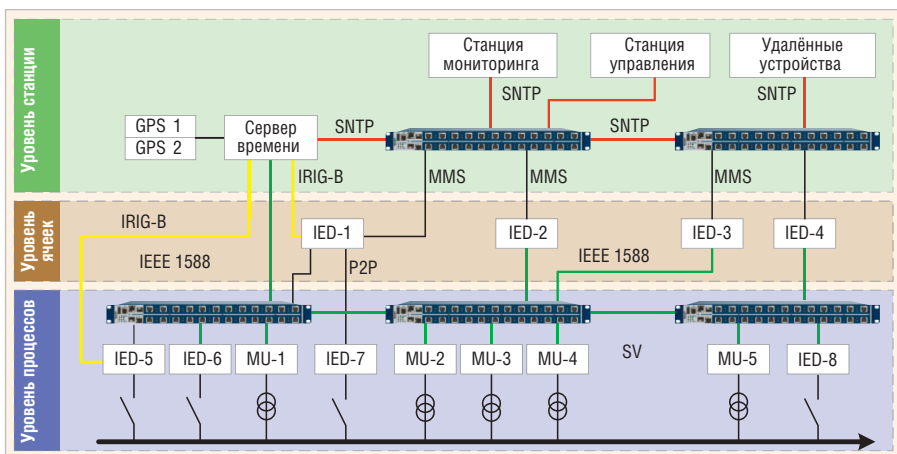 Уровень станции
Станция
мониторинга
Станция
управления
Удалённые
устройства
SNTP
SNTP
GPS 1
GPS 2
Сервер
времени
SNTP
SNTP
IRIG-B
MMS
MMS
MMS
Уровень
ячеек
IRIG-B
IED-1
IED-2
IED-3
IED-4
IEEE 1588
P2P
IEEE 1588
Уровень процессов
IED-5
IED-6
MU-1
IED-7
MU-2
MU-3
MU-4
SV
MU-5
IED-8